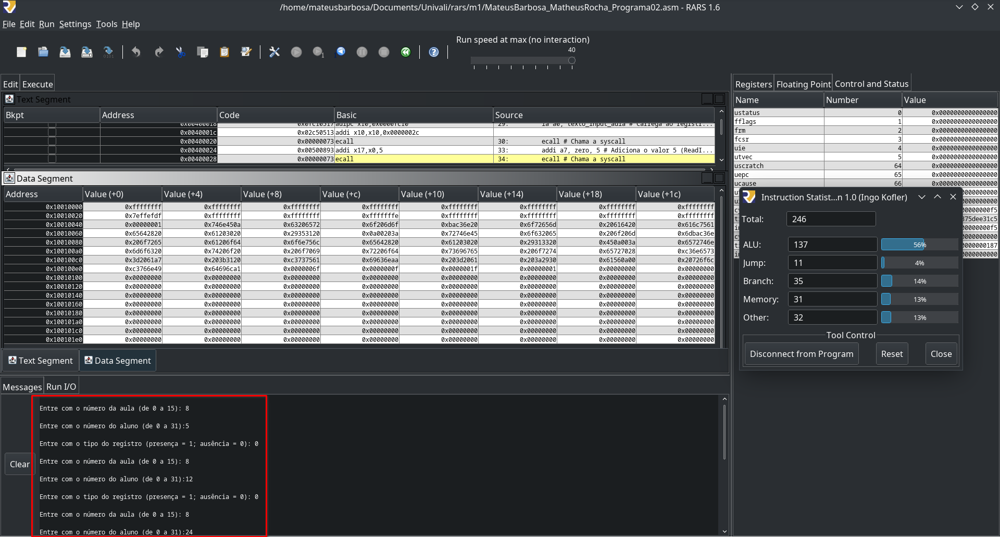 /home/mateusbarbosa/Documents/Univali/rars/m1/MateusBarbosa_MatheusRocha_Programa02.asm - RARS 1.6
File Edit Run Settings Tools Help
Run speed at max (no interaction)
40
Edit Execute
Text Segment
Bkpt Address Code Basic Source
0x00400018 0x0fc10517 auipc x10,0x0000fc10 29: la a0, texto_input_aula # Carrega ao registi...
0x0040001c 0x02c50513 addi x10,x10,0x0000002c
0x00400020 0x00000073 ecall 30: ecall # Chama a syscall
0x00400024 0x00500893 addi x17,x0,5 33: addi a7, zero, 5 # Adiciona o valor 5 (ReadI...
0x00400028 0x00000073 ecall 34: ecall # Chama a syscall
Data Segment
Address Value (+0) Value (+4) Value (+8) Value (+c) Value (+10) Value (+14) Value (+18) Value (+1c)
0x10010000 0xffffffff 0xffffffff 0xffffffff 0xffffffff 0xffffffff 0xffffffff 0xffffffff 0xffffffff
0x10010020 0x7effefdf 0xffffffff 0xffffffff 0xfffffffe 0xffffffff 0xffffffff 0xffffffff 0xffffffff
0x10010040 0x00000001 0x746e450a 0x63206572 0x6f206d6f 0xbac36e20 0x6f72656d 0x20616420 0x616c7561
0x10010060 0x65642820 0x61203020 0x29353120 0x0a00203a 0x72746e45 0x6f632065 0x206f206d 0x6dbac36e
0x10010080 0x206f7265 0x61206f64 0x6f6e756c 0x65642820 0x61203020 0x29313320 0x450a003a 0x6572746e
0x100100a0 0x6d6f6320 0x74206f20 0x206f7069 0x72206f64 0x73696765 0x206f7274 0x65727028 0xc36e6573
0x100100c0 0x3d2061a7 0x203b3120 0xc3737561 0x69636eaa 0x203d2061 0x203a2930 0x61560a00 0x20726f6c
0x100100e0 0xc3766e49 0x64696ca1 0x0000006f 0x0000000f 0x0000001f 0x00000001 0x00000000 0x00000000
0x10010100 0x00000000 0x00000000 0x00000000 0x00000000 0x00000000 0x00000000 0x00000000 0x00000000
0x10010120 0x00000000 0x00000000 0x00000000 0x00000000 0x00000000 0x00000000 0x00000000 0x00000000
0x10010140 0x00000000 0x00000000 0x00000000 0x00000000 0x00000000 0x00000000 0x00000000 0x00000000
0x10010160 0x00000000 0x00000000 0x00000000 0x00000000 0x00000000 0x00000000 0x00000000 0x00000000
0x10010180 0x00000000 0x00000000 0x00000000 0x00000000 0x00000000 0x00000000 0x00000000 0x00000000
0x100101a0 0x00000000 0x00000000 0x00000000 0x00000000 0x00000000 0x00000000 0x00000000 0x00000000
0x100101c0 0x00000000 0x00000000 0x00000000 0x00000000 0x00000000 0x00000000 0x00000000 0x00000000
0x100101e0 0x00000000 0x00000000 0x00000000 0x00000000 0x00000000 0x00000000 0x00000000 0x00000000
Text Segment Data Segment
Messages Run I/O
Clear
Entre com o número da aula (de 0 a 15): 8
Entre com o número do aluno (de 0 a 31):5
Entre com o tipo do registro (presença = 1; ausência = 0): 0
Entre com o número da aula (de 0 a 15): 8
Entre com o número do aluno (de 0 a 31):12
Entre com o tipo do registro (presença = 1; ausência = 0): 0
Entre com o número da aula (de 0 a 15): 8
Entre com o número do aluno (de 0 a 31):24
Registers Floating Point Control and Status
Name Number Value
ustatus 0 0x0000000000000000
fflags 1 0x0000000000000000
frm 2 0x0000000000000000
fcsr 3 0x0000000000000000
uie 4 0x0000000000000000
utvec 5 0x0000000000000000
uscratch 64 0x0000000000000000
uepc 65 0x0000000000000000
ucause 66 0x0000000000000000
Instruction Statist...n 1.0 (Ingo Kofler)
Total: 246
ALU: 137 56%
Jump: 11 4%
Branch: 35 14%
Memory: 31 13%
Other: 32 13%
Tool Control
Disconnect from Program Reset Close